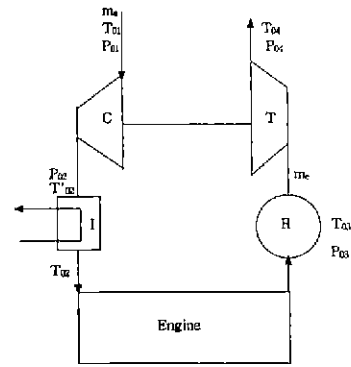 mₐ
T₀₁
P₀₁
T₀₄
P₀₄
C
T
P₀₂
T'₀₂
mₑ
I
H
T₀₃
P₀₃
T₀₂
Engine